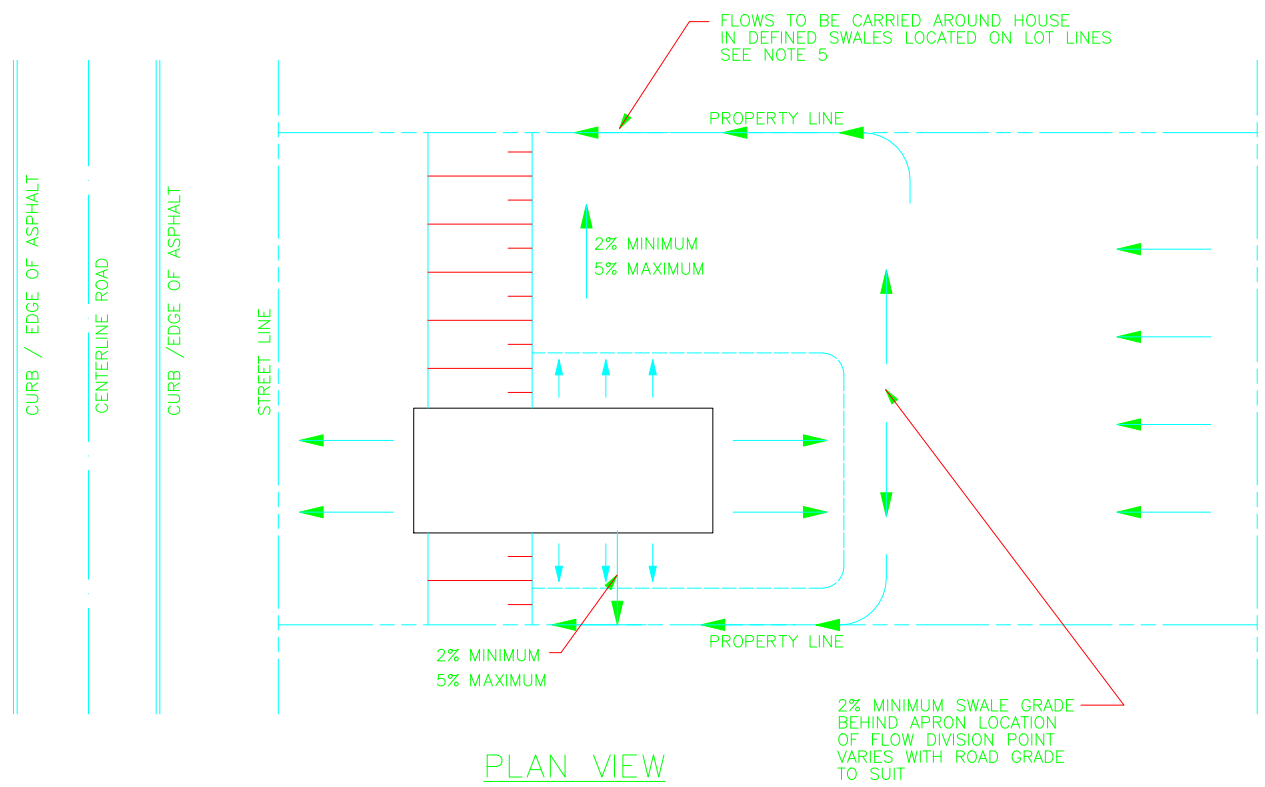 FLOWS TO BE CARRIED AROUND HOUSE
IN DEFINED SWALES LOCATED ON LOT LINES
SEE NOTE 5
PROPERTY LINE
CURB / EDGE OF ASPHALT
CENTERLINE ROAD
CURB /EDGE OF ASPHALT
STREET LINE
2% MINIMUM
5% MAXIMUM
PROPERTY LINE
2% MINIMUM
5% MAXIMUM
2% MINIMUM SWALE GRADE
BEHIND APRON LOCATION
OF FLOW DIVISION POINT
VARIES WITH ROAD GRADE
TO SUIT
PLAN VIEW